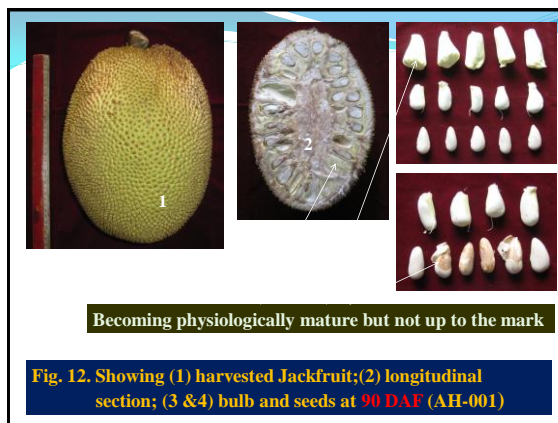 1
2
Becoming physiologically mature but not up to the mark
Fig. 12. Showing (1) harvested Jackfruit;(2) longitudinal
section; (3 &4) bulb and seeds at 90 DAF (AH-001)